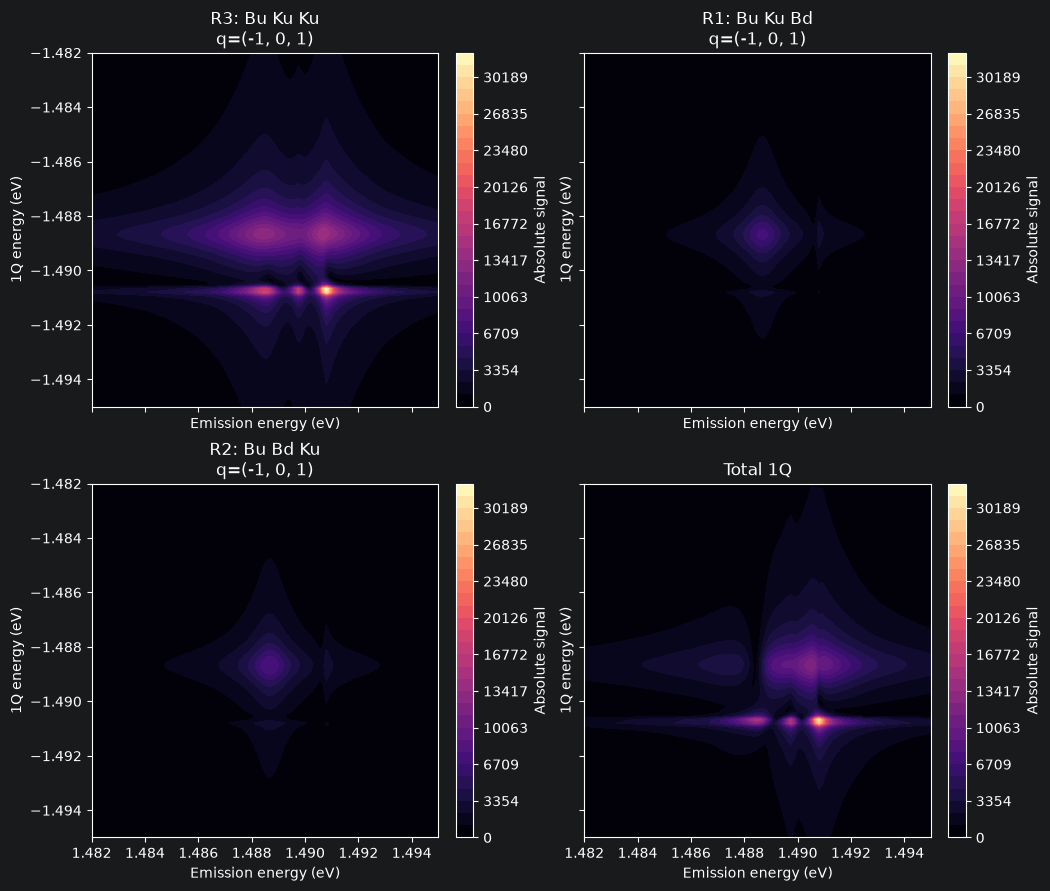 R3: Bu Ku Ku
q=(-1, 0, 1)
−1.482
−1.484
−1.486
−1.488
−1.490
−1.492
−1.494
1Q energy (eV)
Emission energy (eV)
30189
26835
23480
20126
16772
13417
10063
6709
3354
0
Absolute signal
R1: Bu Ku Bd
q=(-1, 0, 1)
1Q energy (eV)
Emission energy (eV)
30189
26835
23480
20126
16772
13417
10063
6709
3354
0
Absolute signal
R2: Bu Bd Ku
q=(-1, 0, 1)
−1.482
−1.484
−1.486
−1.488
−1.490
−1.492
−1.494
1Q energy (eV)
1.482 1.484 1.486 1.488 1.490 1.492 1.494
Emission energy (eV)
30189
26835
23480
20126
16772
13417
10063
6709
3354
0
Absolute signal
Total 1Q
1Q energy (eV)
1.482 1.484 1.486 1.488 1.490 1.492 1.494
Emission energy (eV)
30189
26835
23480
20126
16772
13417
10063
6709
3354
0
Absolute signal